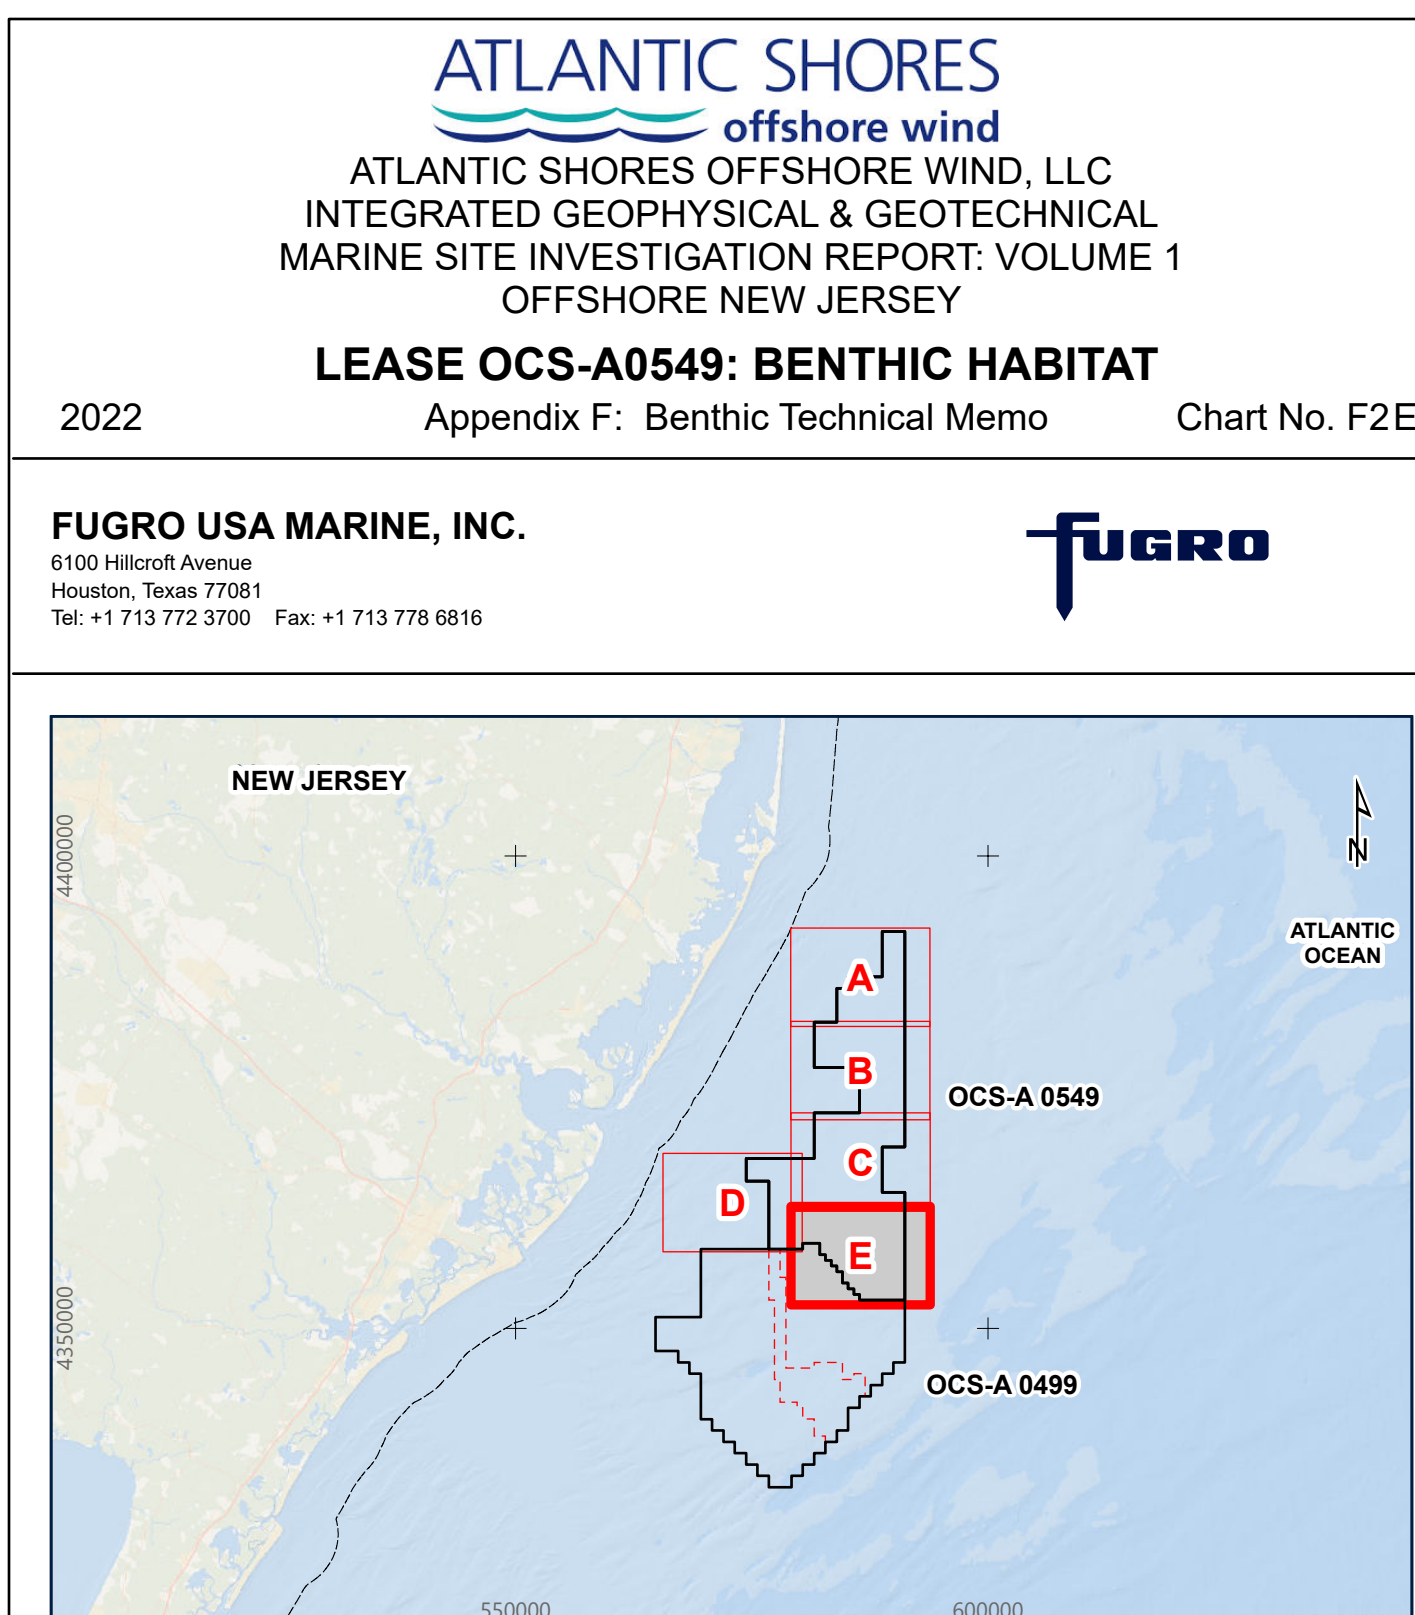 ATLANTIC SHORES
offshore wind
ATLANTIC SHORES OFFSHORE WIND, LLC
INTEGRATED GEOPHYSICAL & GEOTECHNICAL
MARINE SITE INVESTIGATION REPORT: VOLUME 1
OFFSHORE NEW JERSEY
LEASE OCS-A0549: BENTHIC HABITAT
2022 Appendix F: Benthic Technical Memo Chart No. F2E
FUGRO USA MARINE, INC.
6100 Hillcroft Avenue
Houston, Texas 77081
Tel: +1 713 772 3700 Fax: +1 713 778 6816
FUGRO
NEW JERSEY
4400000
N
ATLANTIC
OCEAN
A
B
OCS-A 0549
C
D
E
4350000
OCS-A 0499
550000
600000